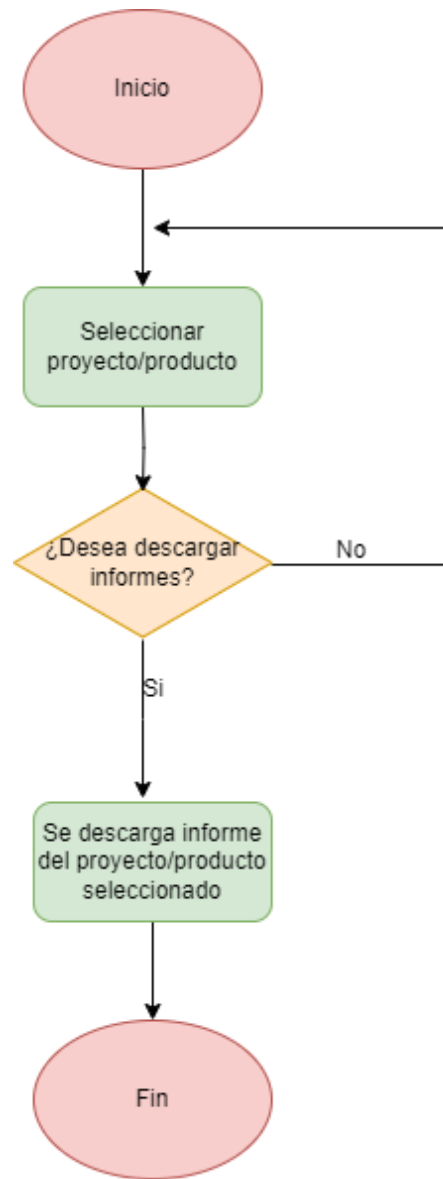 Inicio
Seleccionar
proyecto/producto
¿Desea descargar
informes?
No
Si
Se descarga informe
del proyecto/producto
seleccionado
Fin